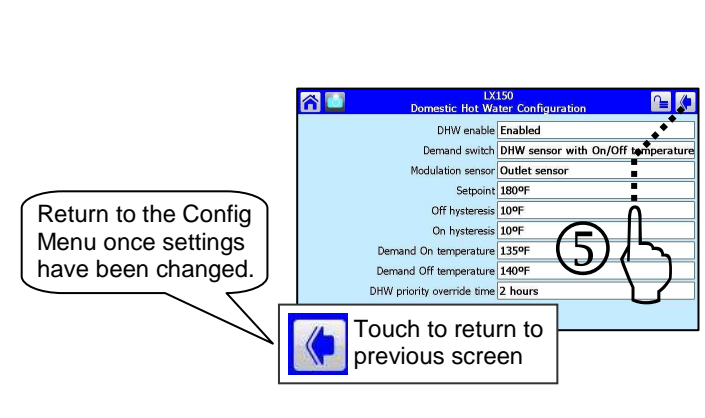 LX150
Domestic Hot Water Configuration
DHW enable Enabled
Demand switch DHW sensor with On/Off temperature
Modulation sensor Outlet sensor
Setpoint 180ºF
Off hysteresis 10ºF
On hysteresis 10ºF
Demand On temperature 135ºF
Demand Off temperature 140ºF
DHW priority override time 2 hours
5
Return to the Config
Menu once settings
have been changed.
Touch to return to
previous screen